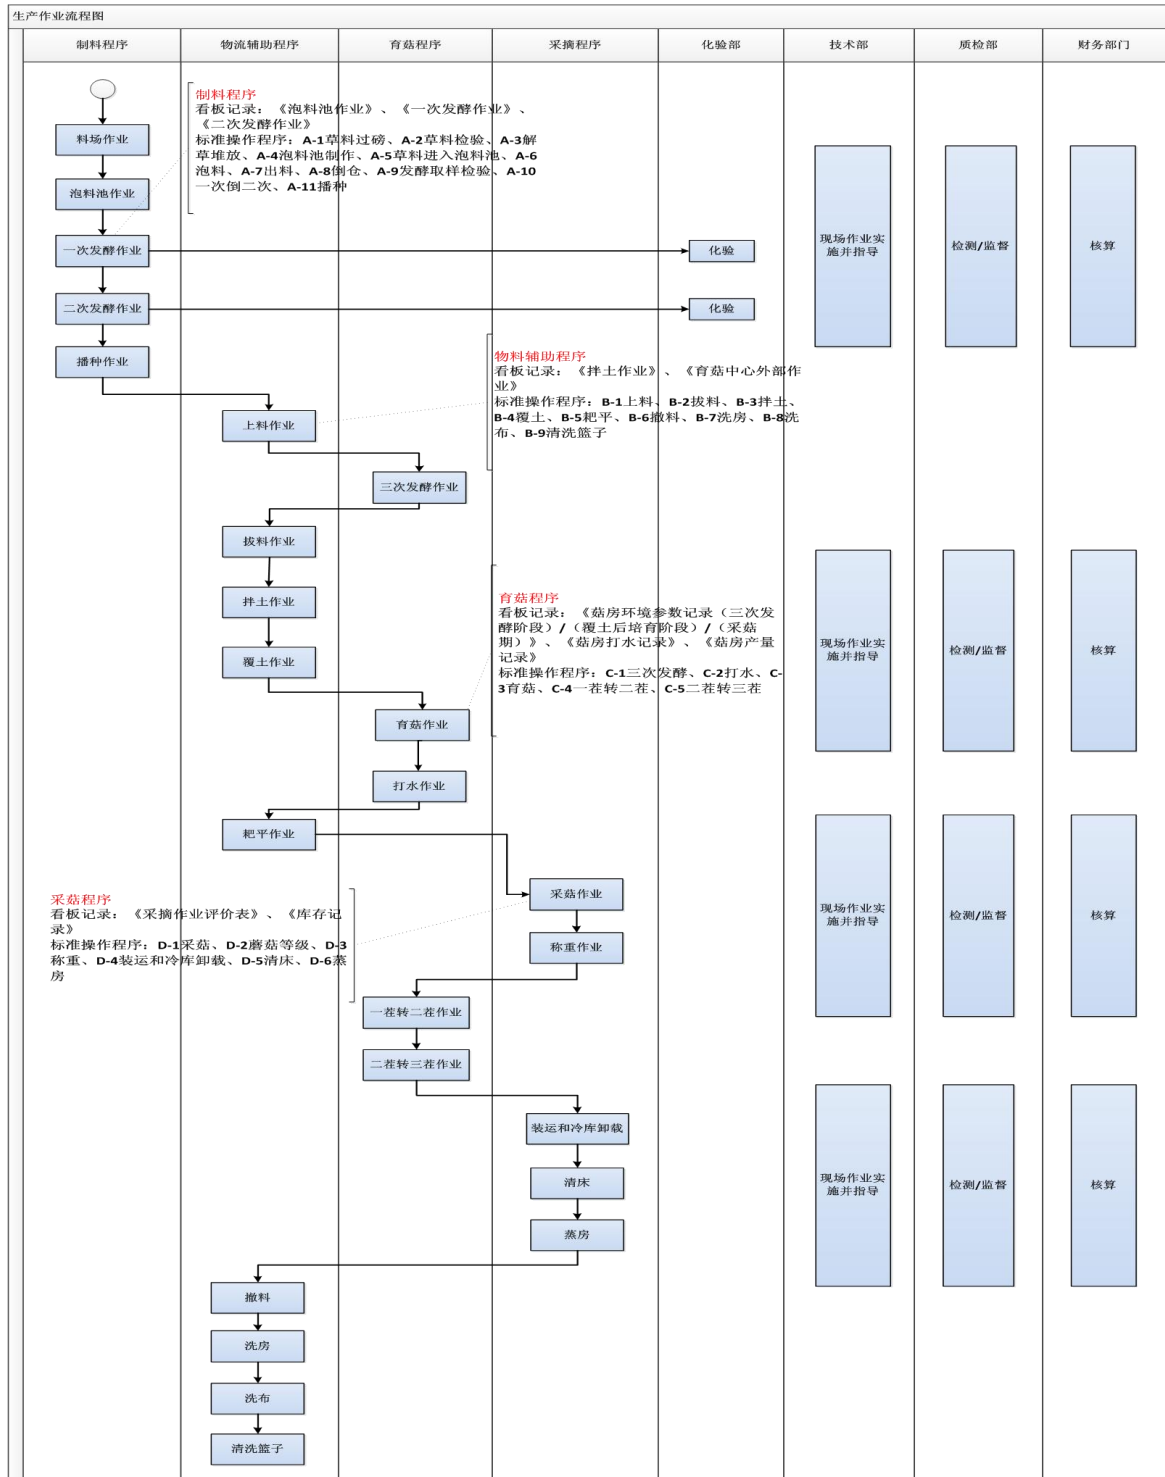 生产作业流程图
制料程序
物流辅助程序
育菇程序
采摘程序
化验部
技术部
质检部
财务部门
制料程序
看板记录：《泡料池作业》、《一次发酵作业》、
《二次发酵作业》
标准操作程序：A-1草料过磅、A-2草料检验、A-3解
草堆放、A-4泡料池制作、A-5草料进入泡料池、A-6
泡料、A-7出料、A-8倒仓、A-9发酵取样检验、A-10
一次倒二次、A-11播种
料场作业
泡料池作业
一次发酵作业
化验
二次发酵作业
化验
播种作业
现场作业实
施并指导
检测/监督
核算
物料辅助程序
看板记录：《拌土作业》、《育菇中心外部作
业》
标准操作程序：B-1上料、B-2拔料、B-3拌土、
B-4覆土、B-5耙平、B-6撤料、B-7洗房、B-8洗
布、B-9清洗篮子
上料作业
三次发酵作业
拔料作业
拌土作业
覆土作业
育菇程序
看板记录：《菇房环境参数记录（三次发
酵阶段）/（覆土后培育阶段）/（采菇
期）》、《菇房打水记录》、《菇房产量
记录》
标准操作程序：C-1三次发酵、C-2打水、C-
3育菇、C-4一茬转二茬、C-5二茬转三茬
现场作业实
施并指导
检测/监督
核算
育菇作业
打水作业
耙平作业
采菇程序
看板记录：《采摘作业评价表》、《库存记
录》
标准操作程序：D-1采菇、D-2蘑菇等级、D-3
称重、D-4装运和冷库卸载、D-5清床、D-6蒸
房
采菇作业
称重作业
现场作业实
施并指导
检测/监督
核算
一茬转二茬作业
二茬转三茬作业
装运和冷库卸载
清床
蒸房
现场作业实
施并指导
检测/监督
核算
撤料
洗房
洗布
清洗篮子